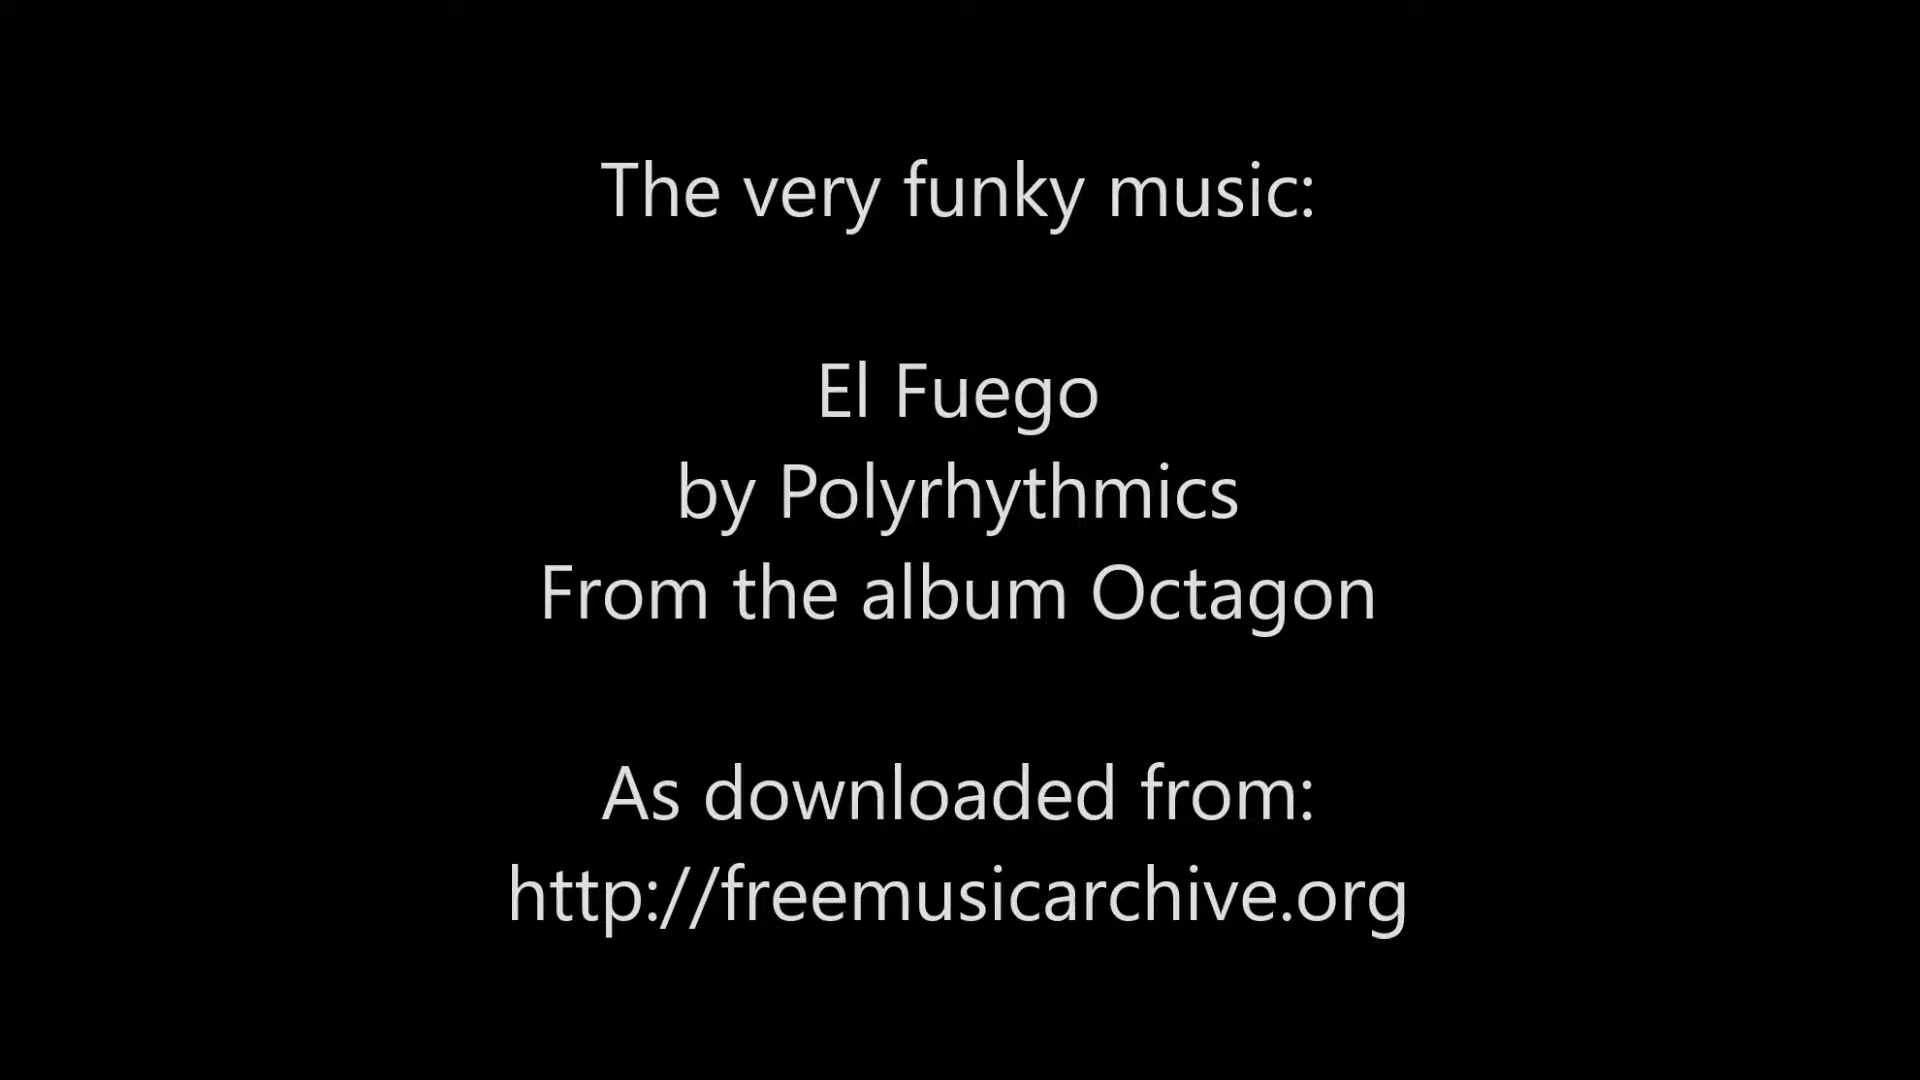 The very funky music:
El Fuego
by Polyrhythmics
From the album Octagon
As downloaded from:
http://freemusicarchive.org